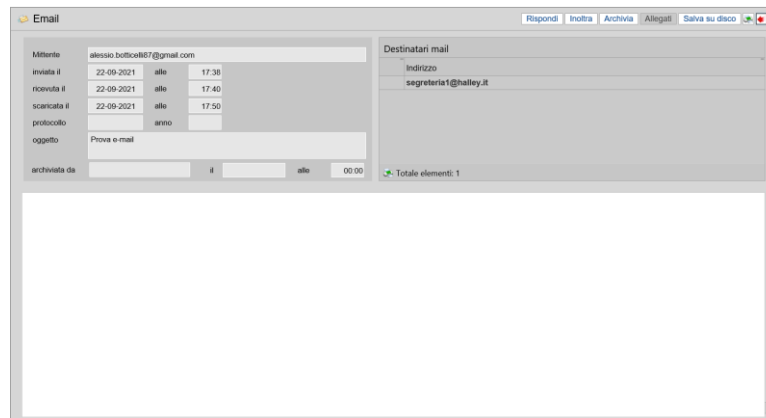 Email
Rispondi Inoltra Archivia Allegati Salva su disco
Mittente alessio.botticelli87@gmail.com
inviata il 22-09-2021 alle 17:38
ricevuta il 22-09-2021 alle 17:40
scaricata il 22-09-2021 alle 17:50
protocollo anno
oggetto Prova e-mail
archiviata da il alle 00:00
Destinatari mail
Indirizzo
segreteria1@halley.it
Totale elementi: 1